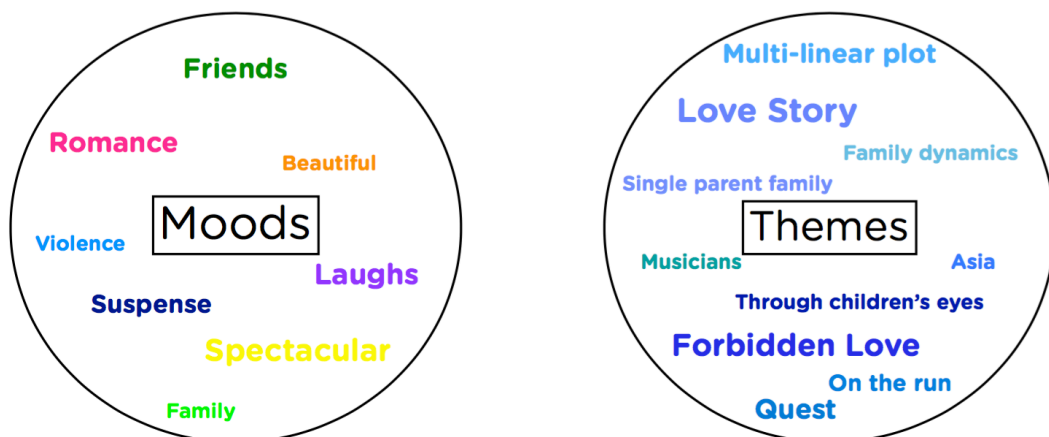 Friends
Romance
Beautiful
Moods
Violence
Laughs
Suspense
Spectacular
Family
Multi-linear plot
Love Story
Family dynamics
Single parent family
Themes
Musicians
Asia
Through children's eyes
Forbidden Love
On the run
Quest